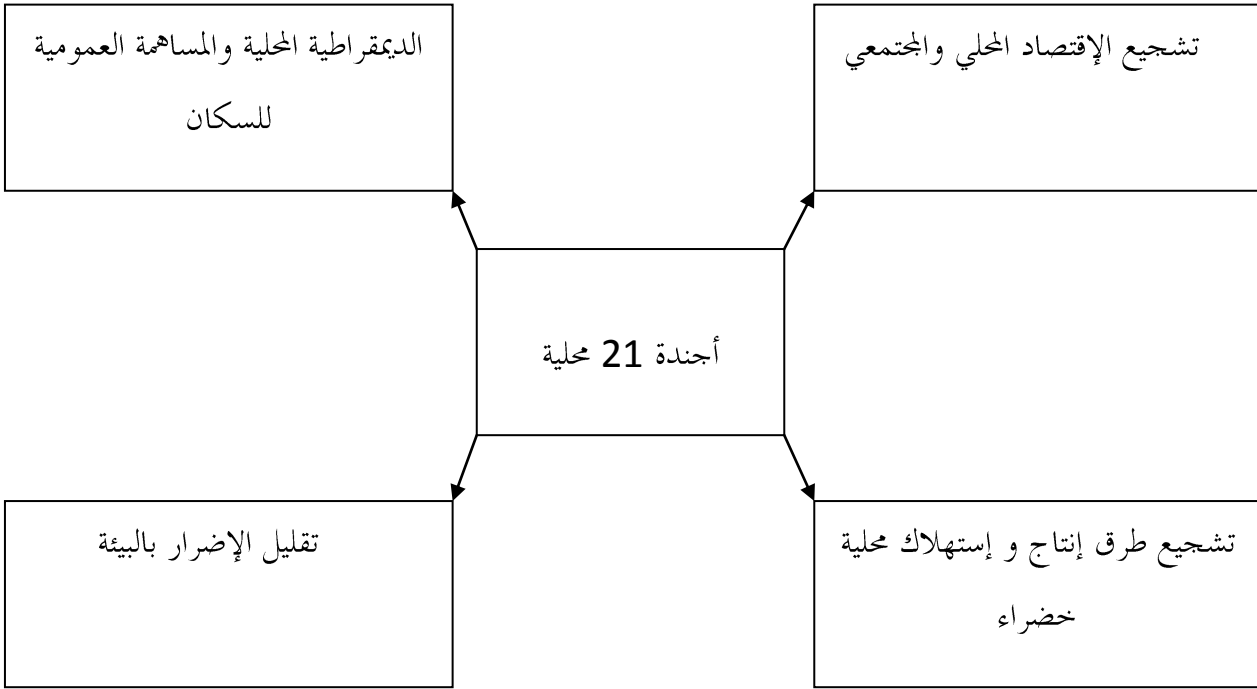 تشجيع الإقتصاد المحلي والمجتمعي
الديمقراطية المحلية والمساهمة العمومية
للسكان
أجندة 21 محلية
تشجيع طرق إنتاج و إستهلاك محلية
خضراء
تقليل الإضرار بالبيئة